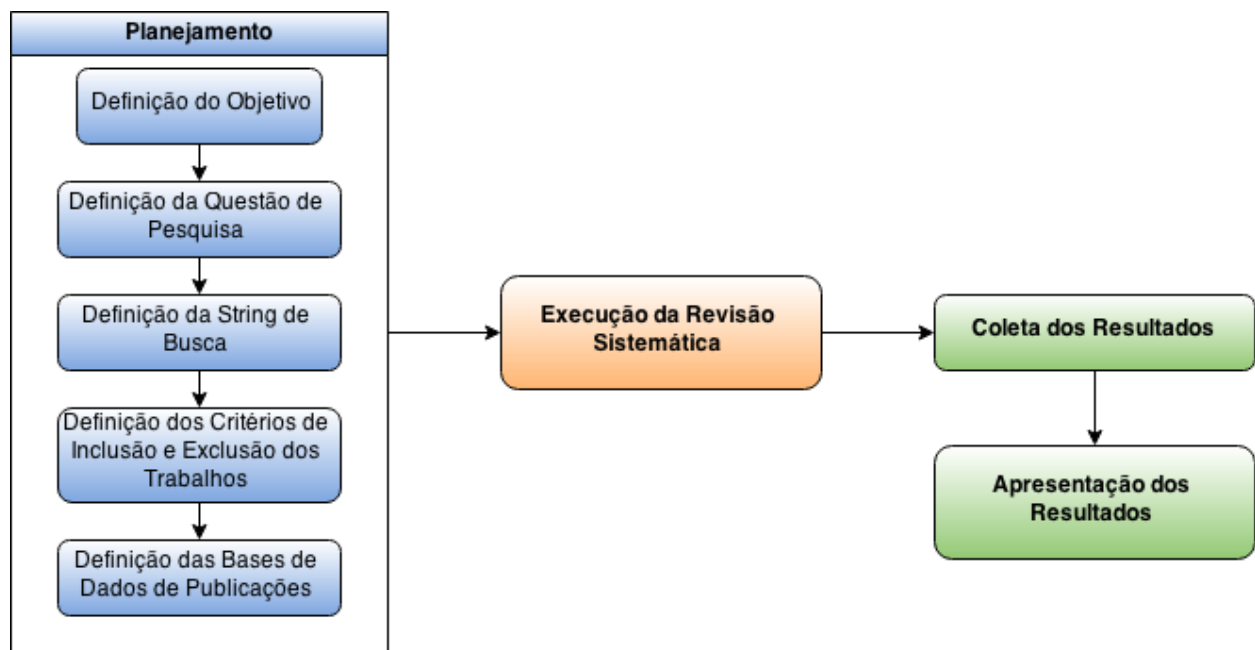 Planejamento
Definição do Objetivo
Definição da Questão de
Pesquisa
Definição da String de
Busca
Definição dos Critérios de
Inclusão e Exclusão dos
Trabalhos
Definição das Bases de
Dados de Publicações
Execução da Revisão
Sistemática
Coleta dos Resultados
Apresentação dos
Resultados